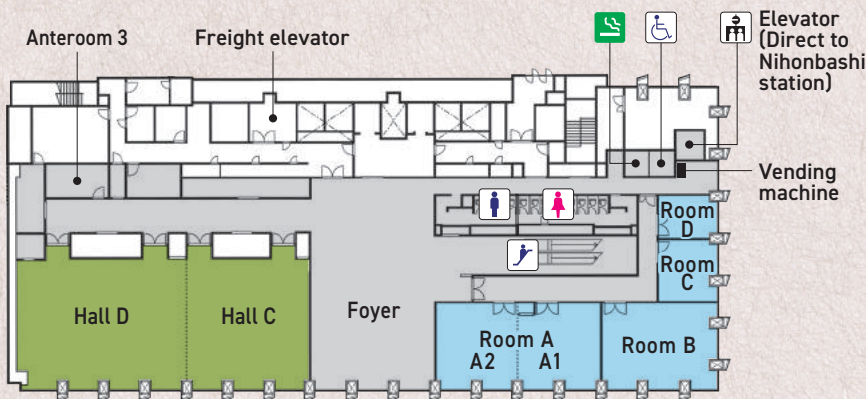 Anteroom 3
Freight elevator
Elevator
(Direct to
Nihonbashi
station)
Vending
machine
Room
D
Room
C
Hall D
Hall C
Foyer
Room A
A2
A1
Room B